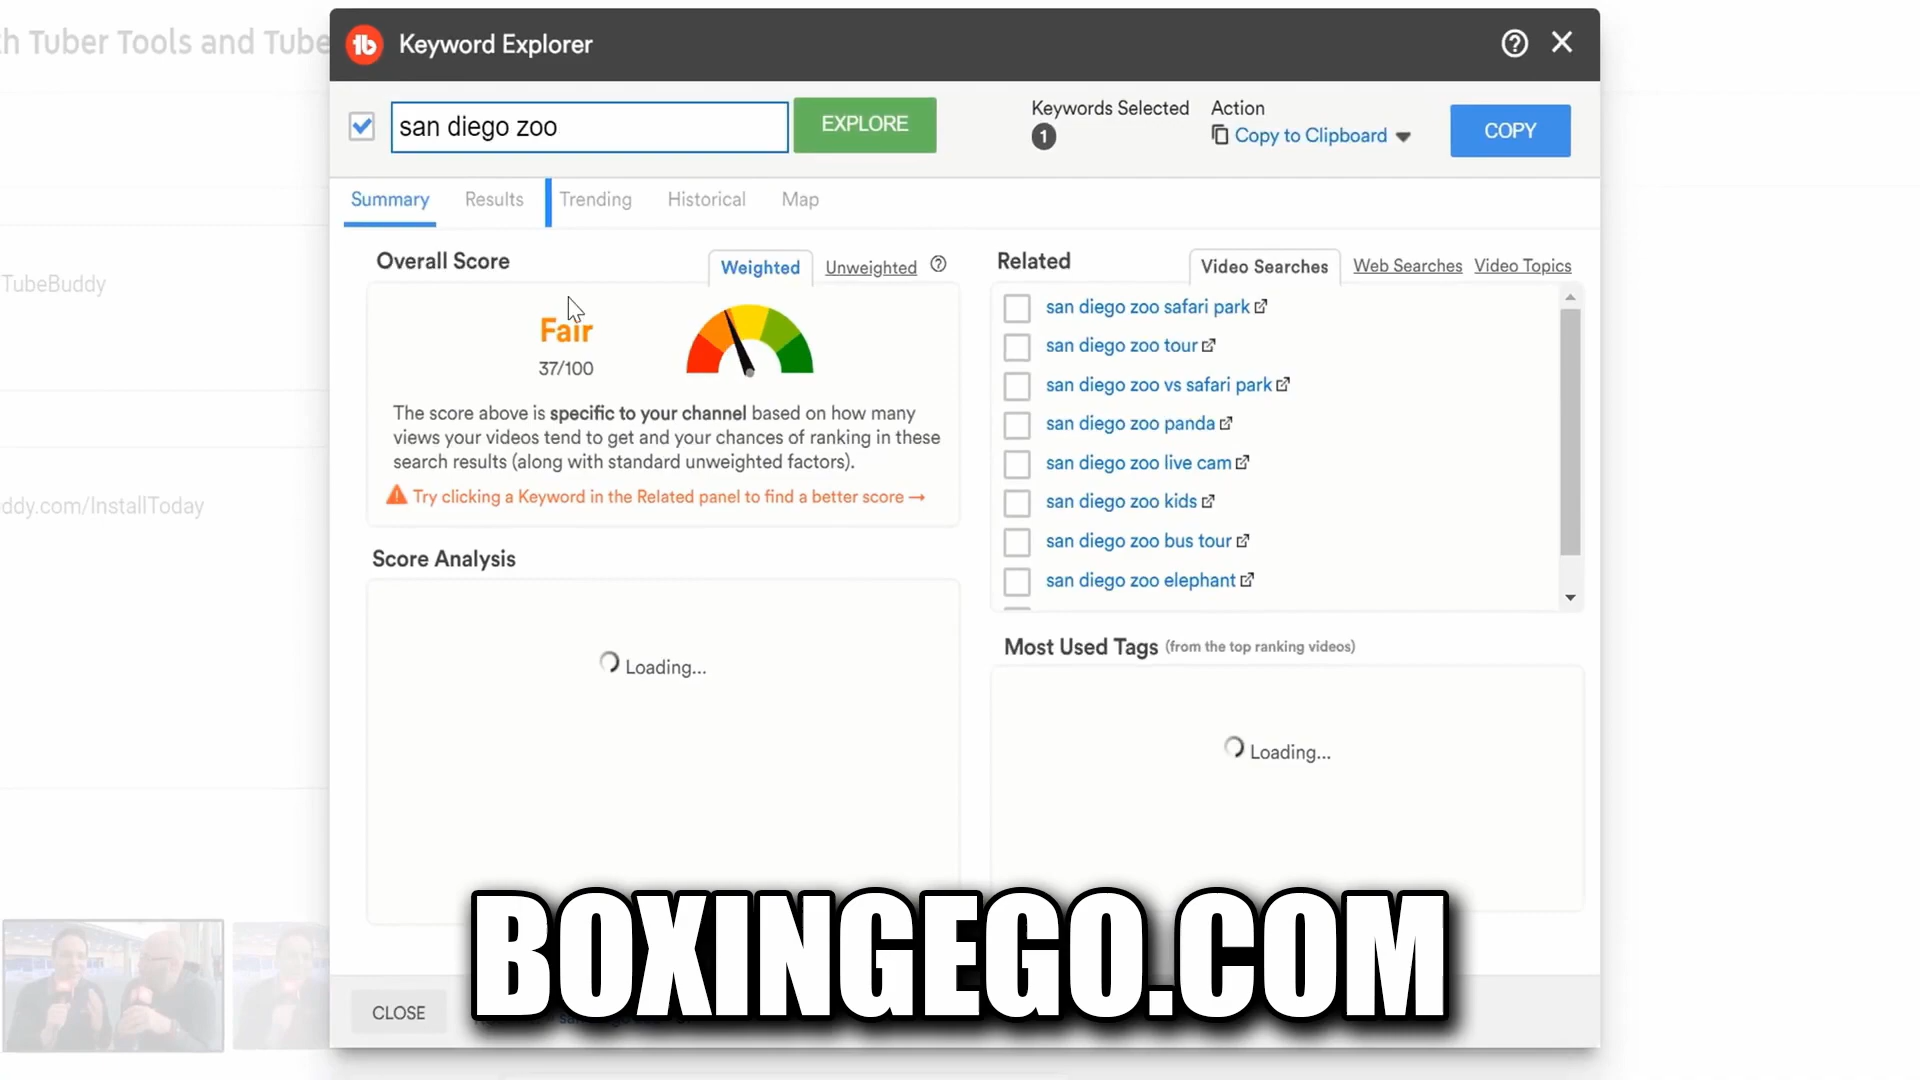 h Tuber Tools and Tube
Keyword Explorer
san diego zoo
EXPLORE
Keywords Selected
1
Action
Copy to Clipboard
COPY
Summary
Results
Trending
Historical
Map
TubeBuddy
ddy.com/InstallToday
Overall Score
Weighted
Unweighted
Fair
37/100
The score above is specific to your channel based on how many
views your videos tend to get and your chances of ranking in these
search results (along with standard unweighted factors).
Try clicking a Keyword in the Related panel to find a better score →
Related
Video Searches
Web Searches
Video Topics
san diego zoo safari park
san diego zoo tour
san diego zoo vs safari park
san diego zoo panda
san diego zoo live cam
san diego zoo kids
san diego zoo bus tour
san diego zoo elephant
Score Analysis
Loading...
Most Used Tags (from the top ranking videos)
Loading...
CLOSE
BOXINGEGO.COM